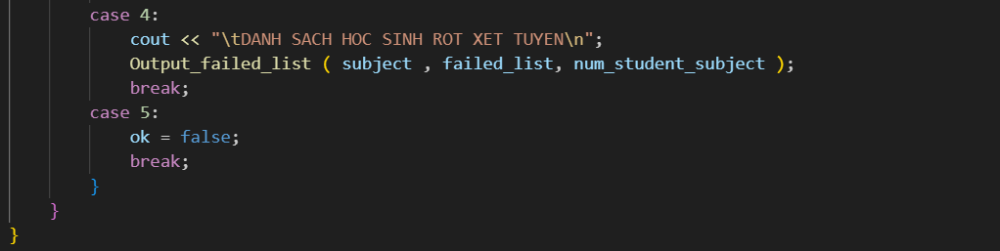 case 4:
cout << "\tDANH SACH HOC SINH ROT XET TUYEN\n";
Output_failed_list ( subject , failed_list, num_student_subject );
break;
case 5:
ok = false;
break;
}
}
}